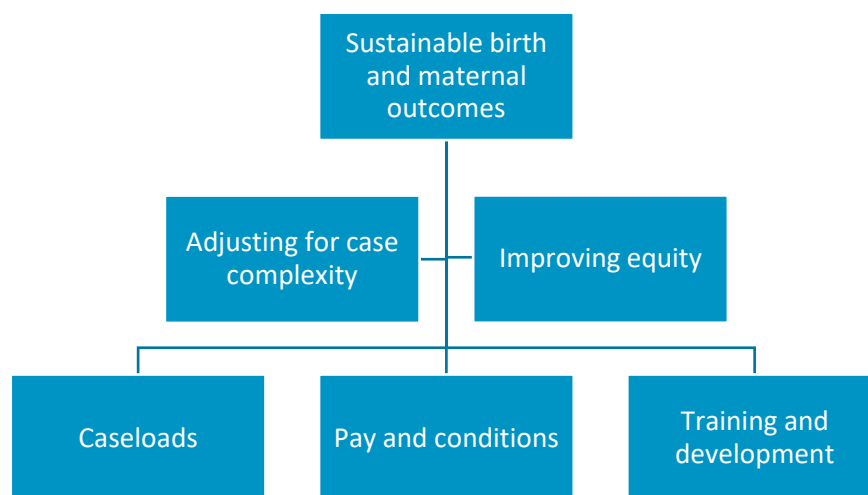 Sustainable birth
and maternal
outcomes
Adjusting for case
complexity
Improving equity
Caseloads
Pay and conditions
Training and
development